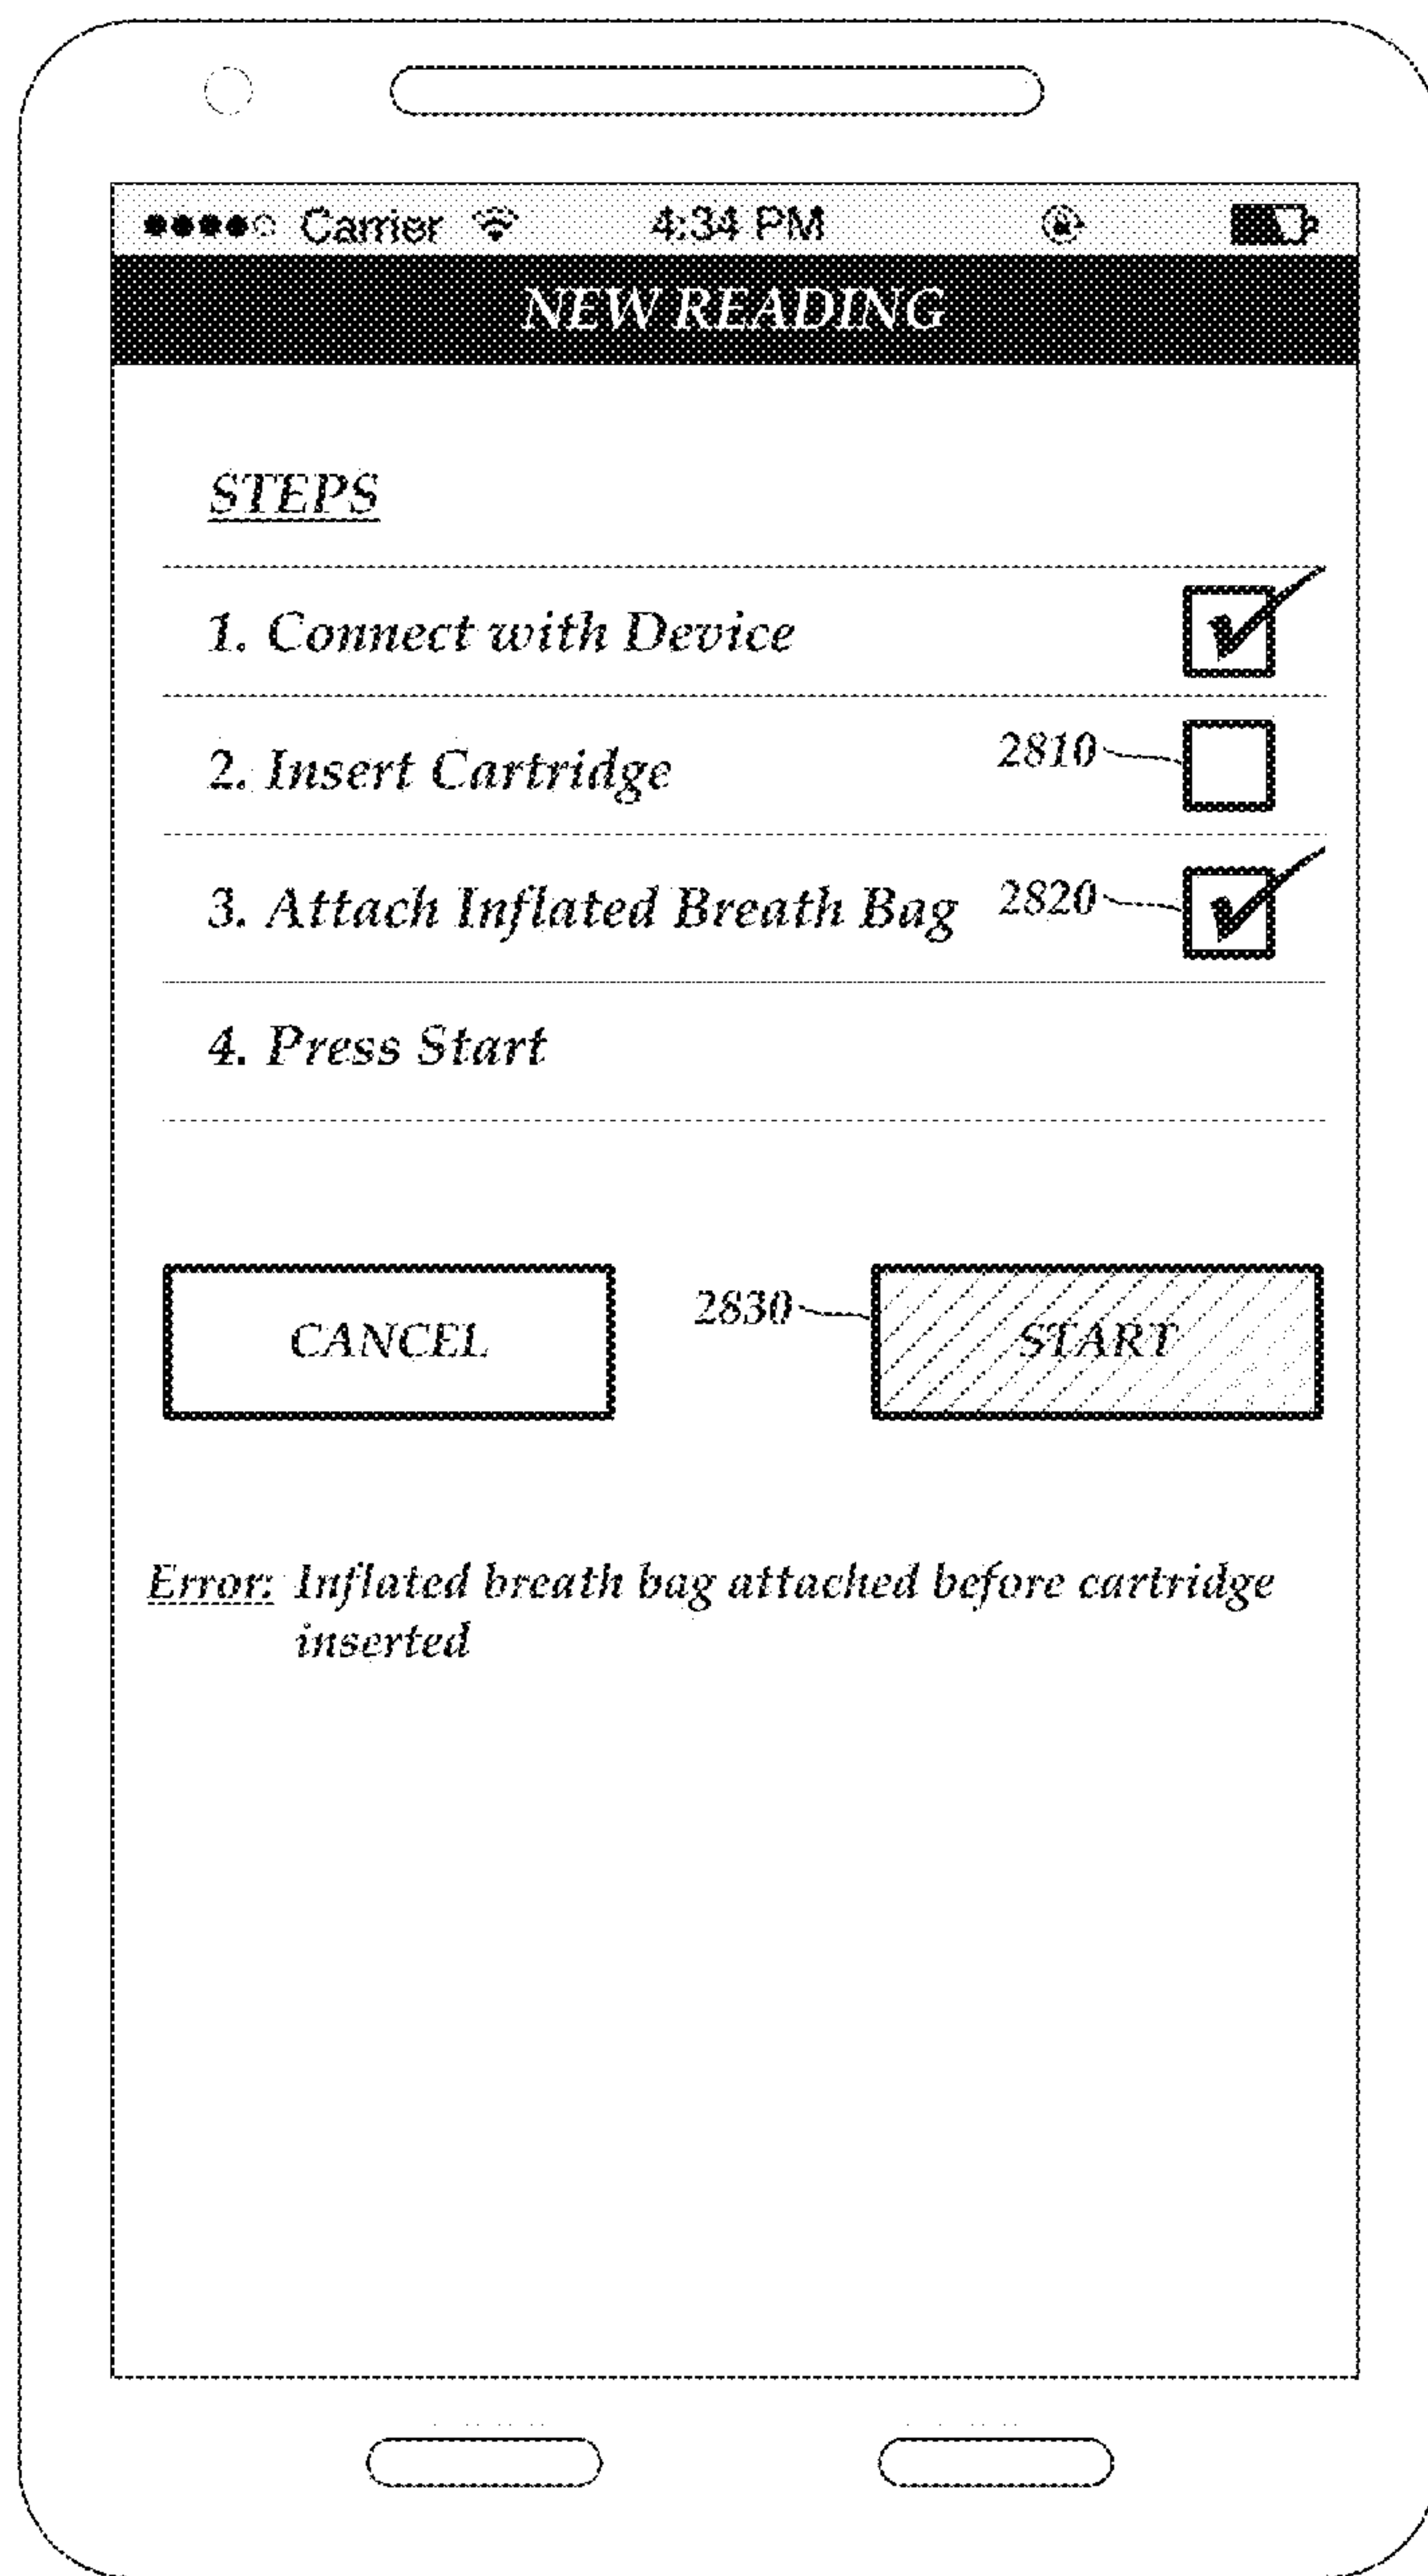 Carrier 4:34 PM
NEW READING
STEPS
1. Connect with Device
2. Insert Cartridge 2810
3. Attach Inflated Breath Bag 2820
4. Press Start
CANCEL 2830 START
Error: Inflated breath bag attached before cartridge
inserted